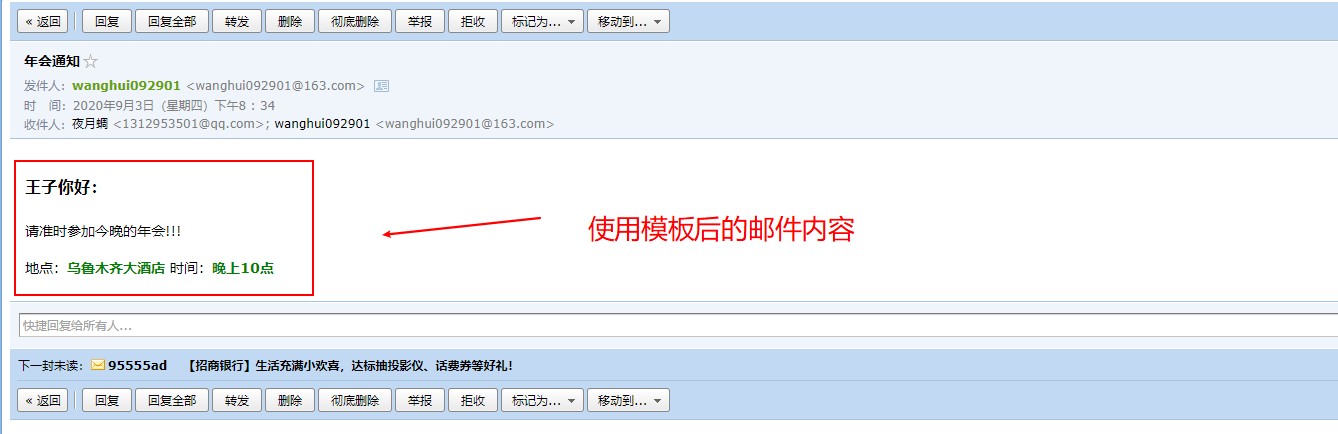 « 返回 回复 回复全部 转发 删除 彻底删除 举报 拒收 标记为... 移动到...
年会通知
发件人：wanghui092901 <wanghui092901@163.com>
时 间：2020年9月3日（星期四）下午8：34
收件人：夜月蜩 <1312953501@qq.com>; wanghui092901 <wanghui092901@163.com>
王子你好：
请准时参加今晚的年会!!!
使用模板后的邮件内容
地点：乌鲁木齐大酒店 时间：晚上10点
快捷回复给所有人...
下一封未读：95555ad 【招商银行】生活充满小欢喜，达标抽投影仪、话费券等好礼！
« 返回 回复 回复全部 转发 删除 彻底删除 举报 拒收 标记为... 移动到...